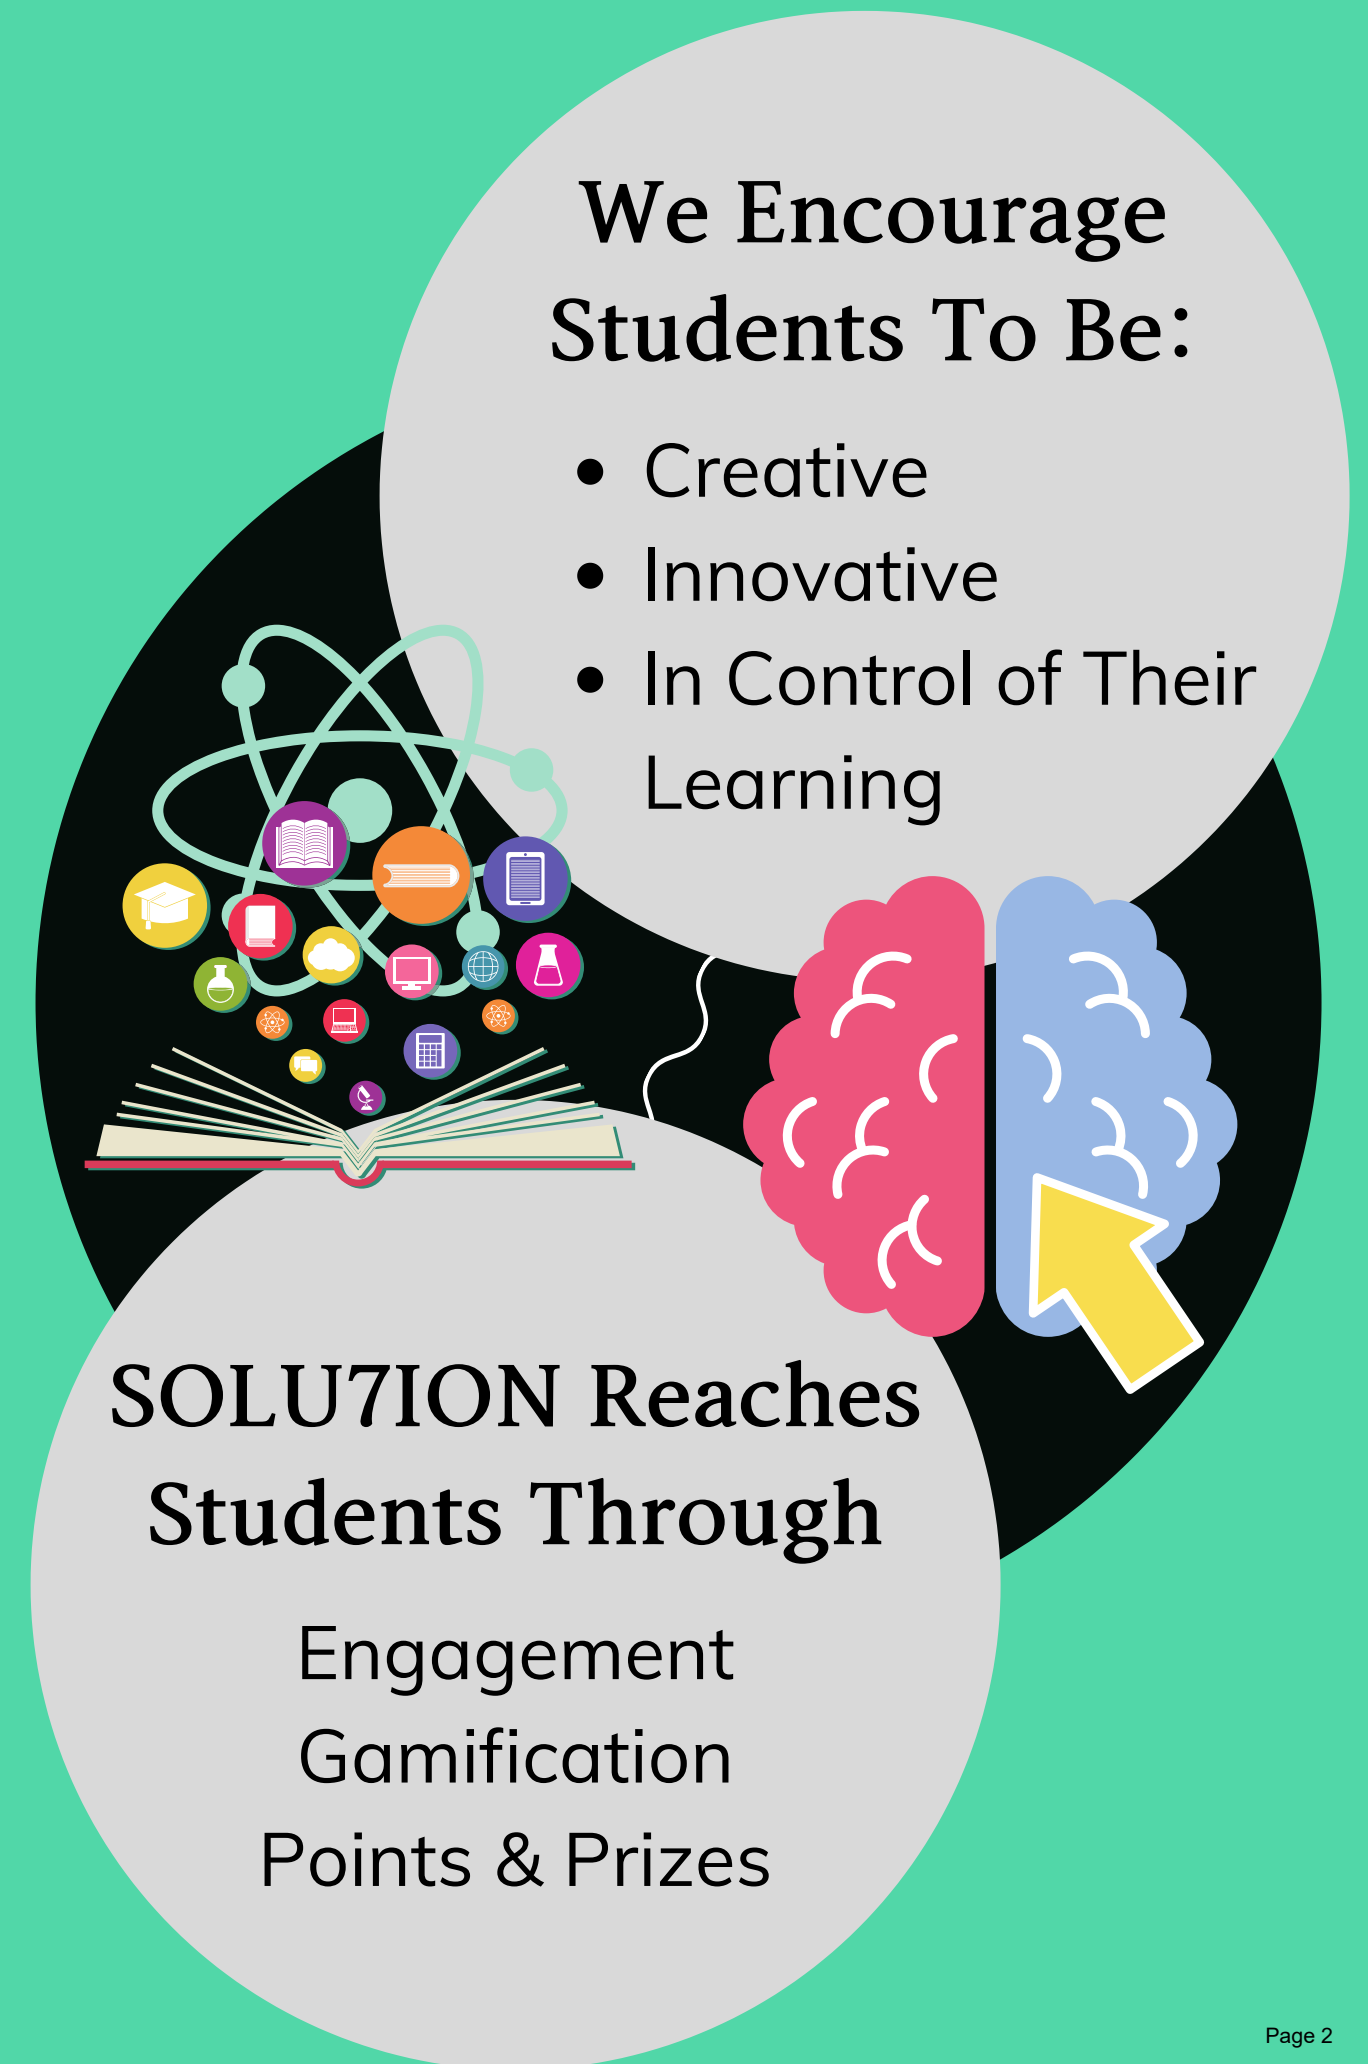 We Encourage
Students To Be:
• Creative
• Innovative
• In Control of Their
Learning
SOLU7ION Reaches
Students Through
Engagement
Gamification
Points & Prizes
Page 2